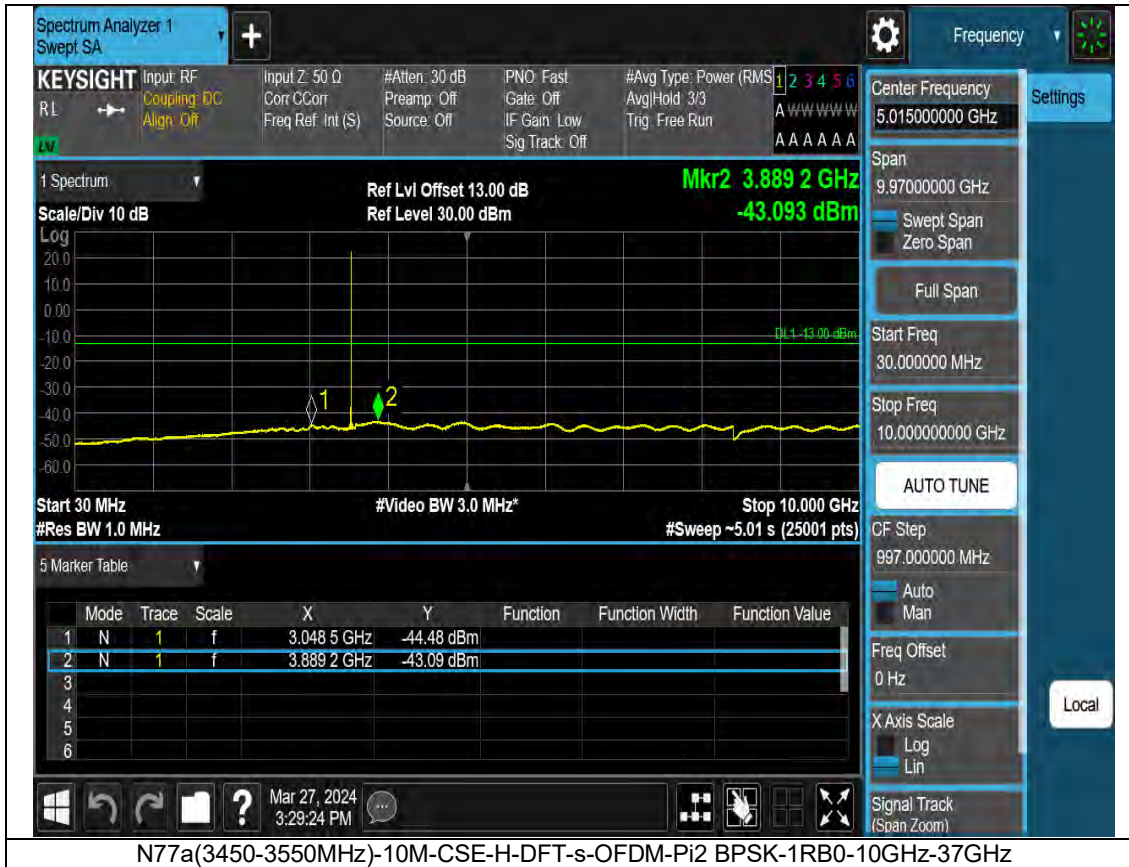 Spectrum Analyzer 1
Swept SA
+
Frequency
KEYSIGHT
RL
Input: RF
Coupling: DC
Align: Off
Input Z: 50 Ω
Corr CCorr
Freq Ref: Int (S)
#Atten: 30 dB
Preamp: Off
Source: Off
PNO: Fast
Gate: Off
IF Gain: Low
Sig Track: Off
#Avg Type: Power (RMS
Avg|Hold: 3/3
Trig: Free Run
1 2 3 4 5 6
A W W W W W
A A A A A A
1 Spectrum
Scale/Div 10 dB
Ref Lvl Offset 13.00 dB
Ref Level 30.00 dBm
Mkr2 3.889 2 GHz
-43.093 dBm
Log
20.0
10.0
0.00
-10.0
-20.0
-30.0
-40.0
-50.0
-60.0
DL1 -13.00 dBm
1
2
Start 30 MHz
#Video BW 3.0 MHz*
Stop 10.000 GHz
#Res BW 1.0 MHz
#Sweep ~5.01 s (25001 pts)
5 Marker Table
Mode Trace Scale X Y Function Function Width Function Value
1 N 1 f 3.048 5 GHz -44.48 dBm
2 N 1 f 3.889 2 GHz -43.09 dBm
3
4
5
6
Center Frequency
5.015000000 GHz
Settings
Span
9.97000000 GHz
Swept Span
Zero Span
Full Span
Start Freq
30.000000 MHz
Stop Freq
10.000000000 GHz
AUTO TUNE
CF Step
997.000000 MHz
Auto
Man
Freq Offset
0 Hz
X Axis Scale
Log
Lin
Local
Signal Track
(Span Zoom)
?
Mar 27, 2024
3:29:24 PM
N77a(3450-3550MHz)-10M-CSE-H-DFT-s-OFDM-Pi2 BPSK-1RB0-10GHz-37GHz